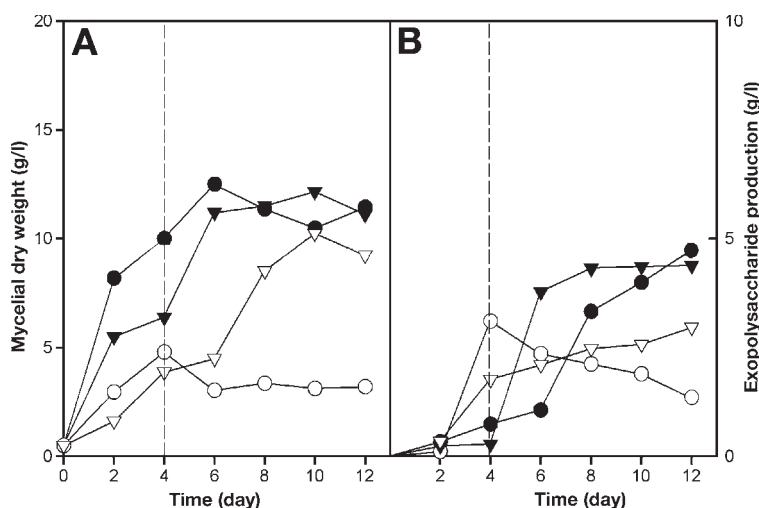 A
B
20
15
10
5
0
Mycelial dry weight (g/l)
10
5
0
Exopolysaccharide production (g/l)
0 2 4 6 8 10 12
2 4 6 8 10 12
Time (day)
Time (day)